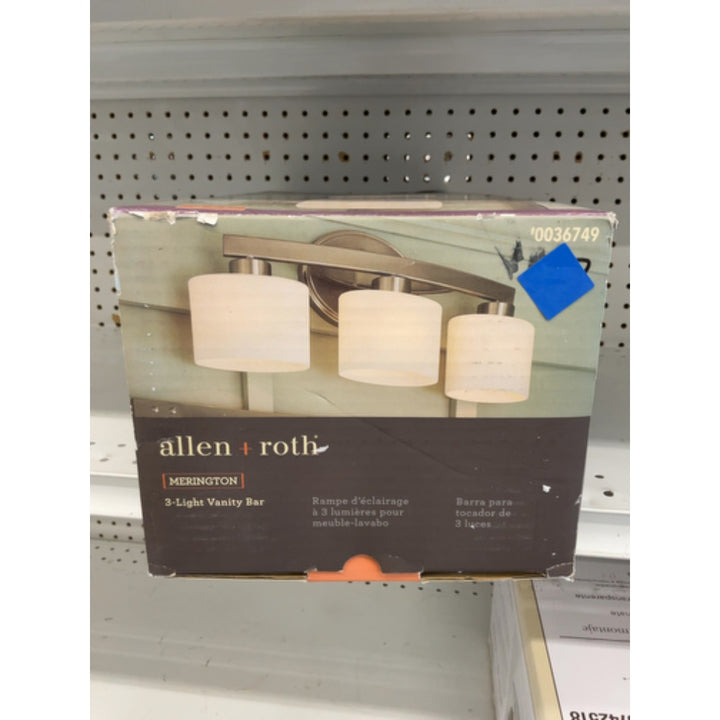 '0036749
allen + roth
MERINGTON
3-Light Vanity Bar
Rampe d'éclairage
à 3 lumières pour
meuble-lavabo
Barra para
tocador de
3 luces
montaje